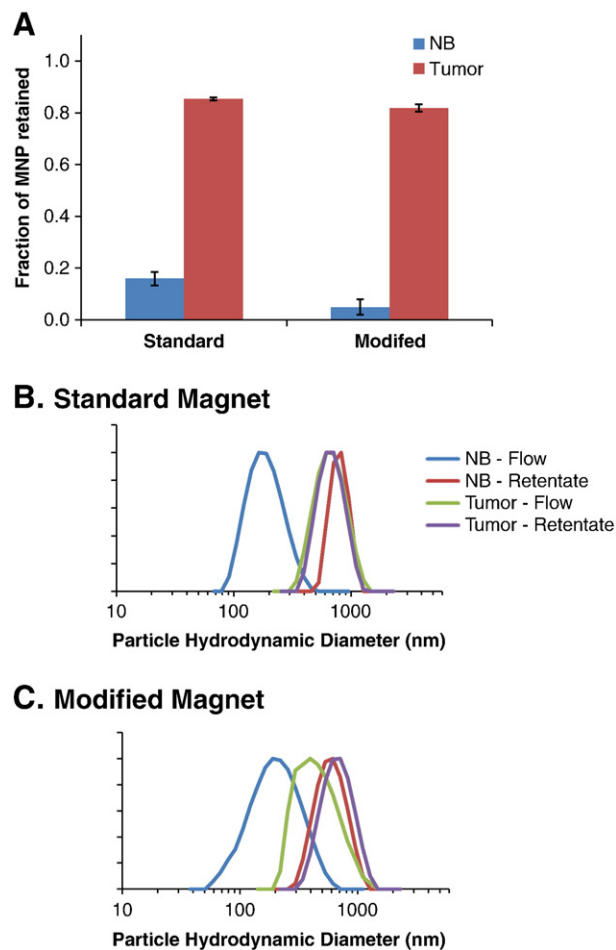 A
NB
Tumor
Fraction of MNP retained
1.0
0.8
0.6
0.4
0.2
0.0
Standard
Modifed
B. Standard Magnet
NB - Flow
NB - Retentate
Tumor - Flow
Tumor - Retentate
10
100
1000
Particle Hydrodynamic Diameter (nm)
C. Modified Magnet
10
100
1000
Particle Hydrodynamic Diameter (nm)